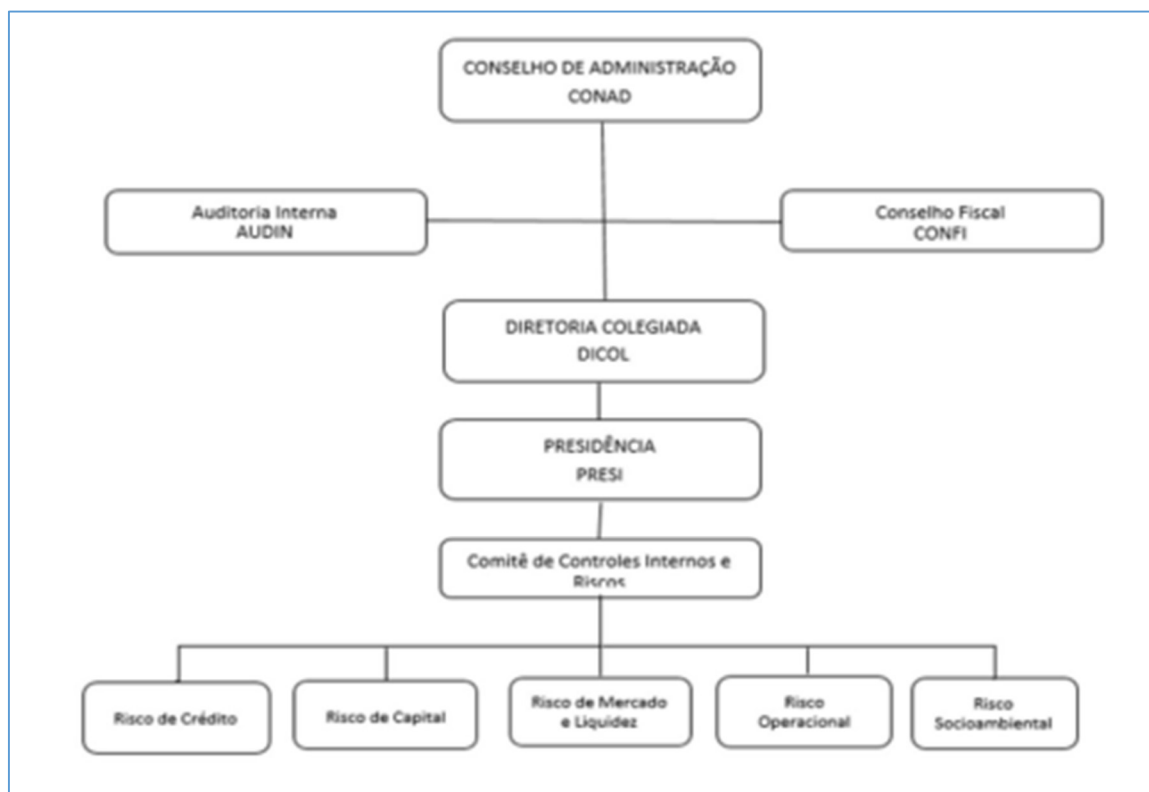 CONSELHO DE ADMINISTRAÇÃO
CONAD
Auditoria Interna
AUDIN
Conselho Fiscal
CONFI
DIRETORIA COLEGIADA
DICOL
PRESIDÊNCIA
PRESI
Comitê de Controles Internos e
Riscos
Risco de Crédito
Risco de Capital
Risco de Mercado
e Liquidez
Risco
Operacional
Risco
Socioambiental